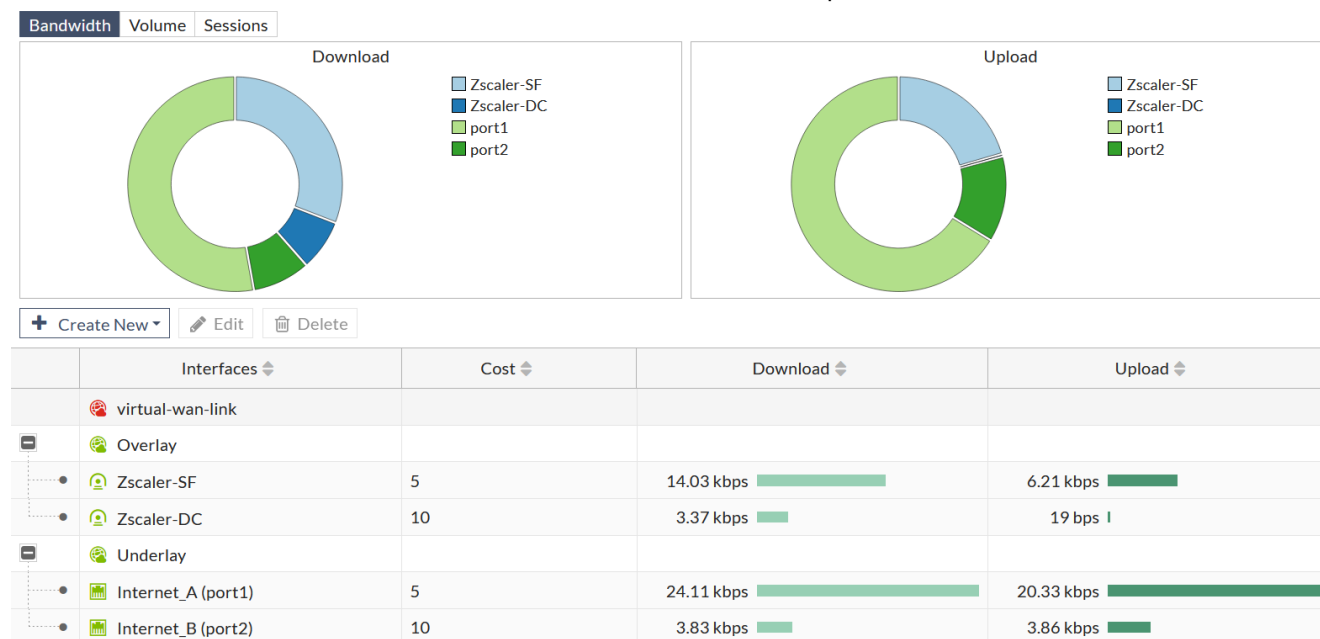 Bandwidth Volume Sessions
Download
Zscaler-SF
Zscaler-DC
port1
port2
Upload
Zscaler-SF
Zscaler-DC
port1
port2
Create New Edit Delete
Interfaces Cost Download Upload
virtual-wan-link
Overlay
Zscaler-SF 5 14.03 kbps 6.21 kbps
Zscaler-DC 10 3.37 kbps 19 bps
Underlay
Internet_A (port1) 5 24.11 kbps 20.33 kbps
Internet_B (port2) 10 3.83 kbps 3.86 kbps